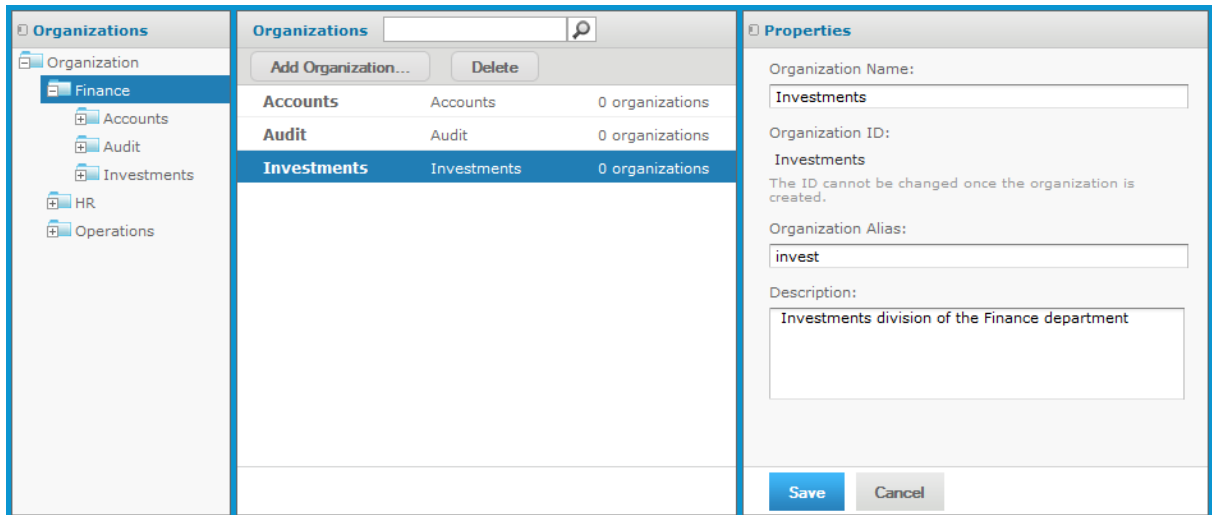 Organizations
Organization
Finance
Accounts
Audit
Investments
HR
Operations
Organizations
Add Organization... Delete
Accounts Accounts 0 organizations
Audit Audit 0 organizations
Investments Investments 0 organizations
Properties
Organization Name:
Investments
Organization ID:
Investments
The ID cannot be changed once the organization is
created.
Organization Alias:
invest
Description:
Investments division of the Finance department
Save Cancel